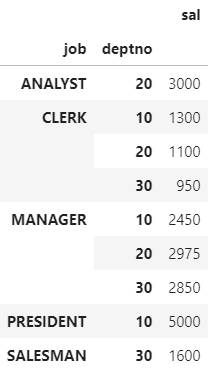 sal
job deptno
ANALYST 20 3000
CLERK 10 1300
20 1100
30 950
MANAGER 10 2450
20 2975
30 2850
PRESIDENT 10 5000
SALESMAN 30 1600